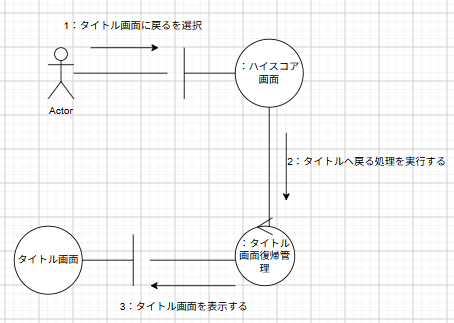 1：タイトル画面に戻るを選択
：ハイスコア
画面
Actor
2：タイトルへ戻る処理を実行する
：タイトル
画面復帰管
理
タイトル画面
3：タイトル画面を表示する